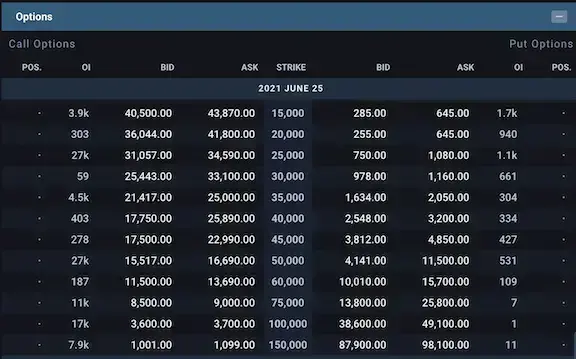 Options
Call Options Put Options
POS. OI BID ASK STRIKE BID ASK OI POS.
2021 JUNE 25
· 3.9k 40,500.00 43,870.00 15,000 285.00 645.00 1.7k ·
· 303 36,044.00 41,800.00 20,000 255.00 645.00 940 ·
· 27k 31,057.00 34,590.00 25,000 750.00 1,080.00 1.1k ·
· 59 25,443.00 33,100.00 30,000 978.00 1,160.00 661 ·
· 4.5k 21,417.00 25,000.00 35,000 1,634.00 2,050.00 304 ·
· 403 17,750.00 25,890.00 40,000 2,548.00 3,200.00 334 ·
· 278 17,500.00 22,990.00 45,000 3,812.00 4,850.00 427 ·
· 27k 15,517.00 16,690.00 50,000 4,141.00 11,500.00 531 ·
· 187 11,500.00 13,690.00 60,000 10,010.00 15,700.00 109 ·
· 11k 8,500.00 9,000.00 75,000 13,800.00 25,800.00 7 ·
· 17k 3,600.00 3,700.00 100,000 38,600.00 49,100.00 1 ·
· 7.9k 1,001.00 1,099.00 150,000 87,900.00 98,100.00 11 ·